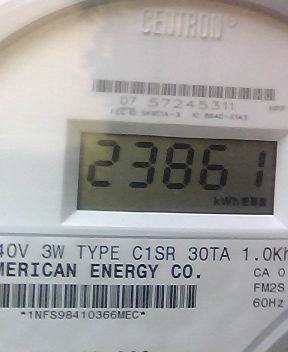 CENTRON®
07 57245311
23861
kWh
40V 3W TYPE C1SR 30TA 1.0Kh
MERICAN ENERGY CO.
CA 0
FM2S
60Hz
*1NFS98410366MEC*